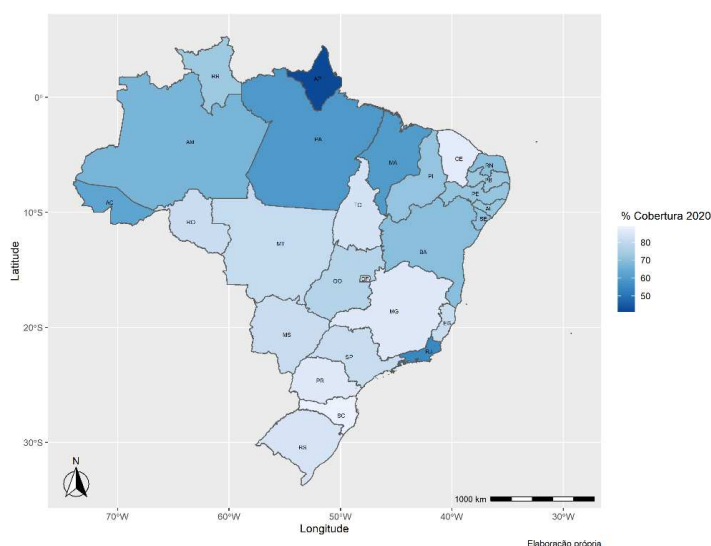 RR
AP
0°
AM
PA
MA
CE
RN
PI
PB
PE
AC
AL
TO
SE
10°S
RO
BA
MT
% Cobertura 2020
DF
GO
80
70
MG
60
50
ES
20°S
MS
SP
RJ
PR
SC
RS
30°S
N
1000 km
70°W
60°W
50°W
40°W
30°W
Latitude
Longitude
Elaboração própria